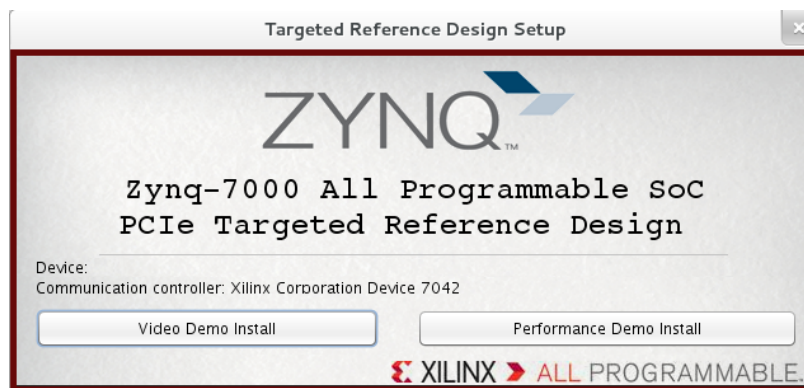 Targeted Reference Design Setup
x
ZYNQ™
Zynq-7000 All Programmable SoC
PCIe Targeted Reference Design
Device:
Communication controller: Xilinx Corporation Device 7042
Video Demo Install
Performance Demo Install
XILINX ALL PROGRAMMABLE.